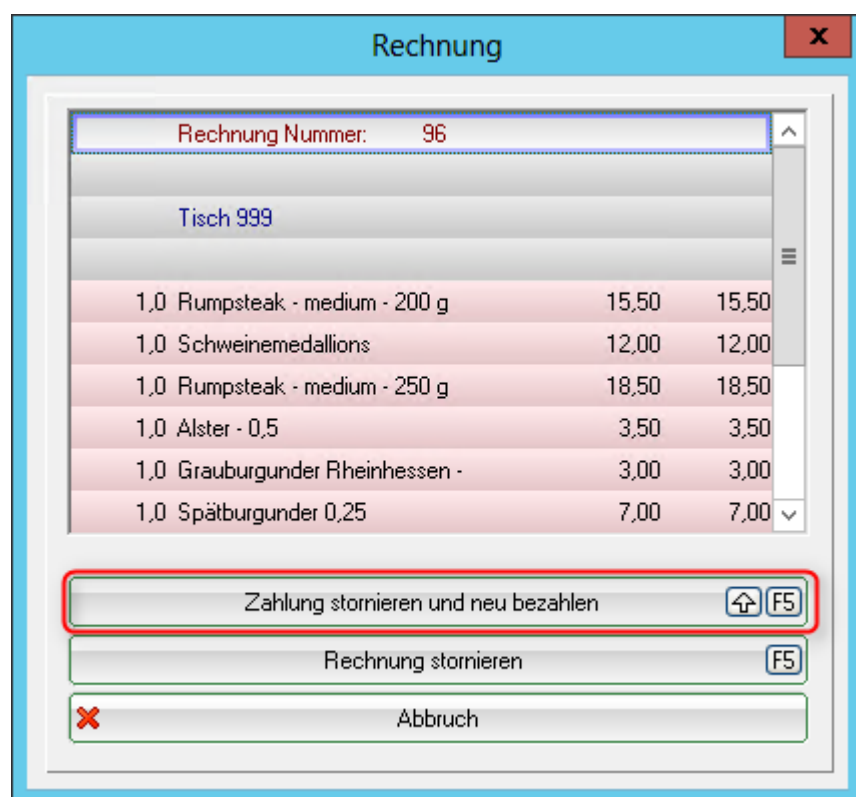 Rechnung
x
Rechnung Nummer: 96
Tisch 999
1,0 Rumpsteak - medium - 200 g 15,50 15,50
1,0 Schweinemedallions 12,00 12,00
1,0 Rumpsteak - medium - 250 g 18,50 18,50
1,0 Alster - 0,5 3,50 3,50
1,0 Grauburgunder Rheinhessen - 3,00 3,00
1,0 Spätburgunder 0,25 7,00 7,00
Zahlung stornieren und neu bezahlen F5
Rechnung stornieren F5
Abbruch